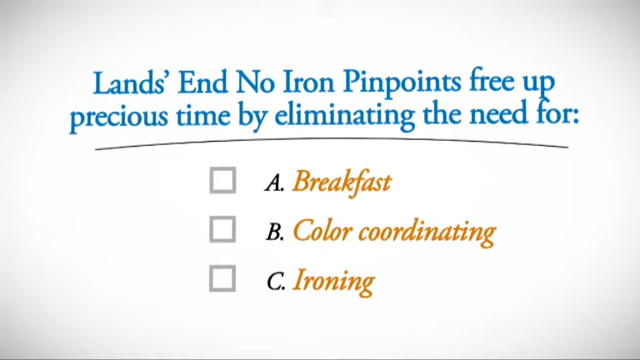 Lands' End No Iron Pinpoints free up
precious time by eliminating the need for:
A. Breakfast
B. Color coordinating
C. Ironing